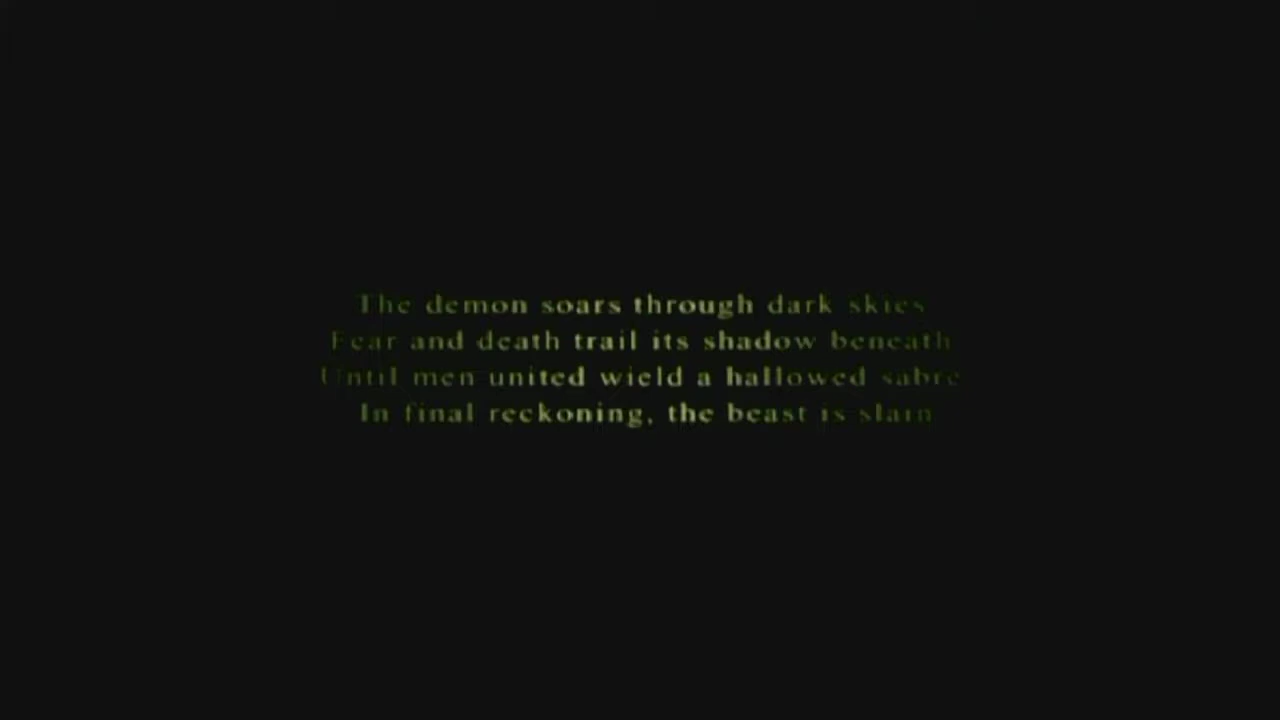 The demon soars through dark skies
Fear and death trail its shadow beneath
Until men united wield a hallowed sabre
In final reckoning, the beast is slain